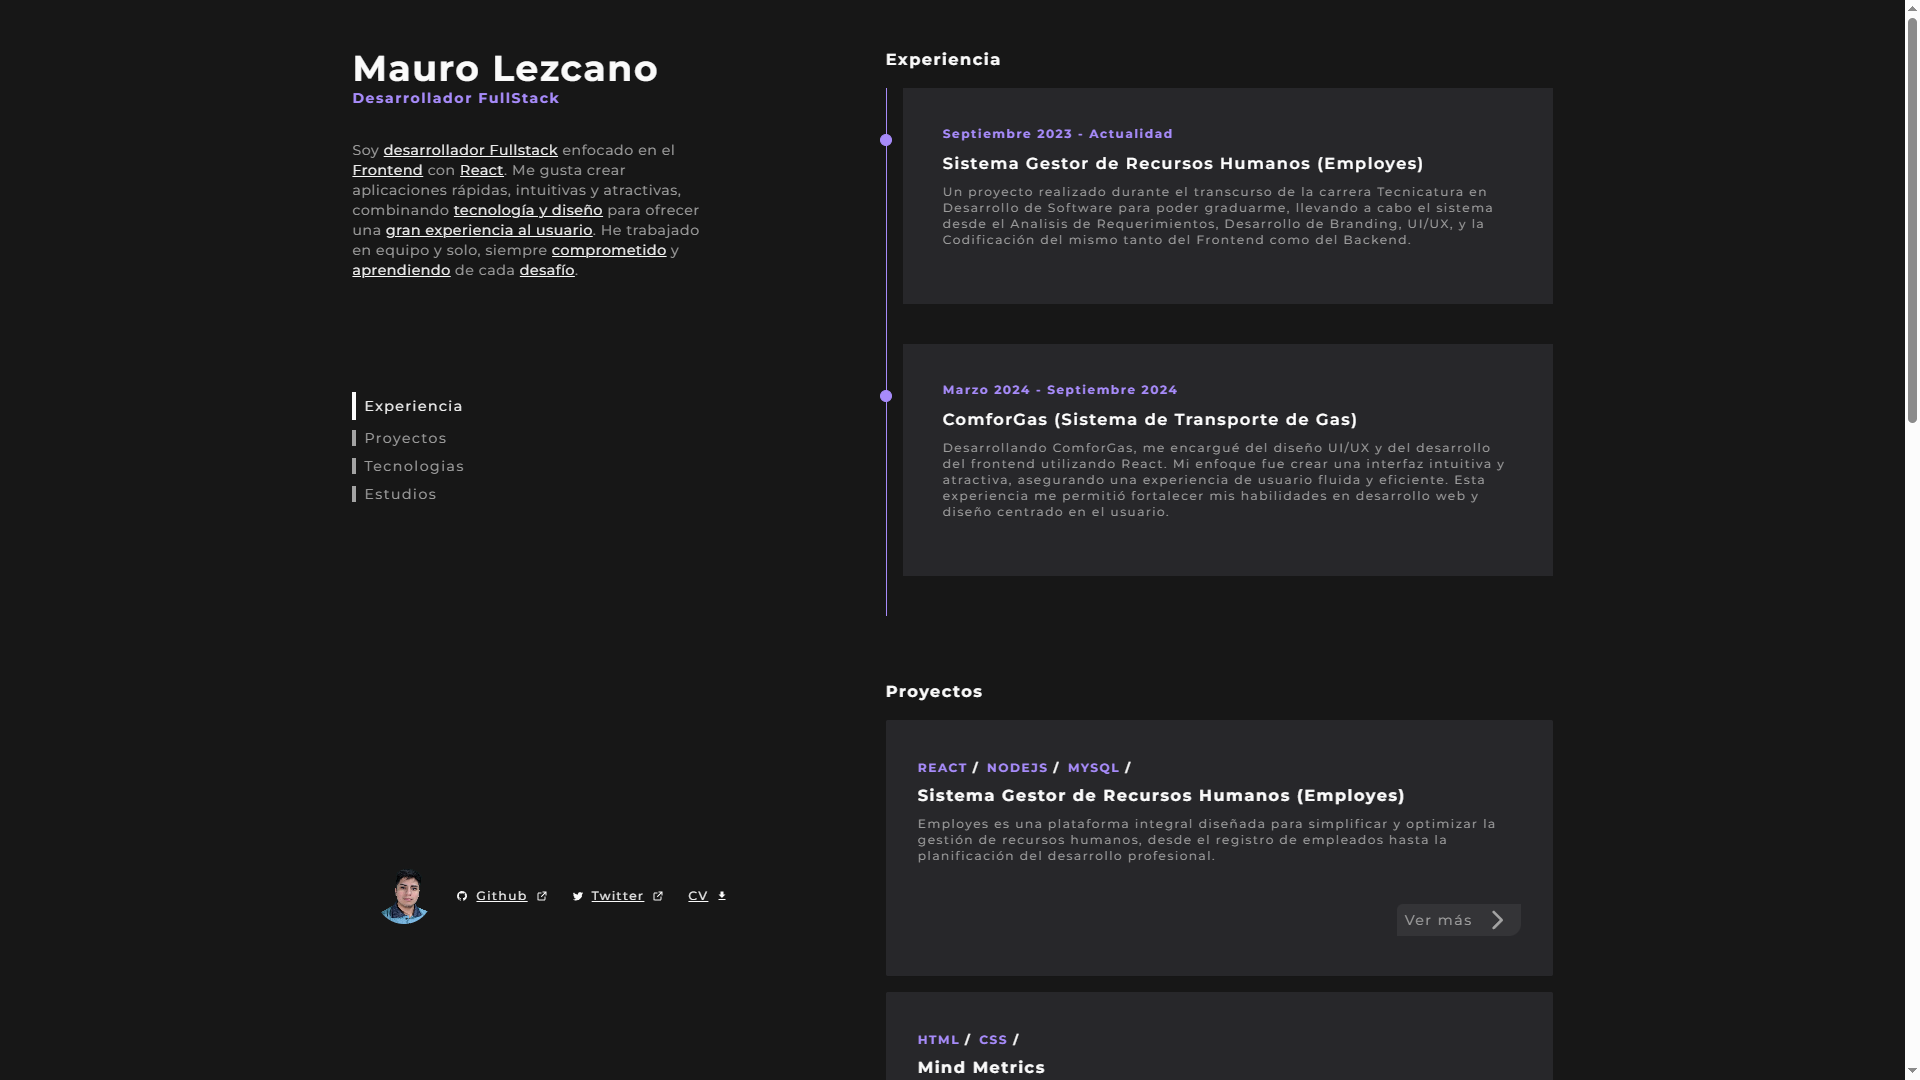 Mauro Lezcano
Desarrollador FullStack
Soy desarrollador Fullstack enfocado en el
Frontend con React. Me gusta crear
aplicaciones rápidas, intuitivas y atractivas,
combinando tecnología y diseño para ofrecer
una gran experiencia al usuario. He trabajado
en equipo y solo, siempre comprometido y
aprendiendo de cada desafío.
Experiencia
Proyectos
Tecnologias
Estudios
Github
Twitter
CV
Experiencia
Septiembre 2023 - Actualidad
Sistema Gestor de Recursos Humanos (Employes)
Un proyecto realizado durante el transcurso de la carrera Tecnicatura en
Desarrollo de Software para poder graduarme, llevando a cabo el sistema
desde el Analisis de Requerimientos, Desarrollo de Branding, UI/UX, y la
Codificación del mismo tanto del Frontend como del Backend.
Marzo 2024 - Septiembre 2024
ComforGas (Sistema de Transporte de Gas)
Desarrollando ComforGas, me encargué del diseño UI/UX y del desarrollo
del frontend utilizando React. Mi enfoque fue crear una interfaz intuitiva y
atractiva, asegurando una experiencia de usuario fluida y eficiente. Esta
experiencia me permitió fortalecer mis habilidades en desarrollo web y
diseño centrado en el usuario.
Proyectos
REACT / NODEJS / MYSQL /
Sistema Gestor de Recursos Humanos (Employes)
Employes es una plataforma integral diseñada para simplificar y optimizar la
gestión de recursos humanos, desde el registro de empleados hasta la
planificación del desarrollo profesional.
Ver más
HTML / CSS /
Mind Metrics